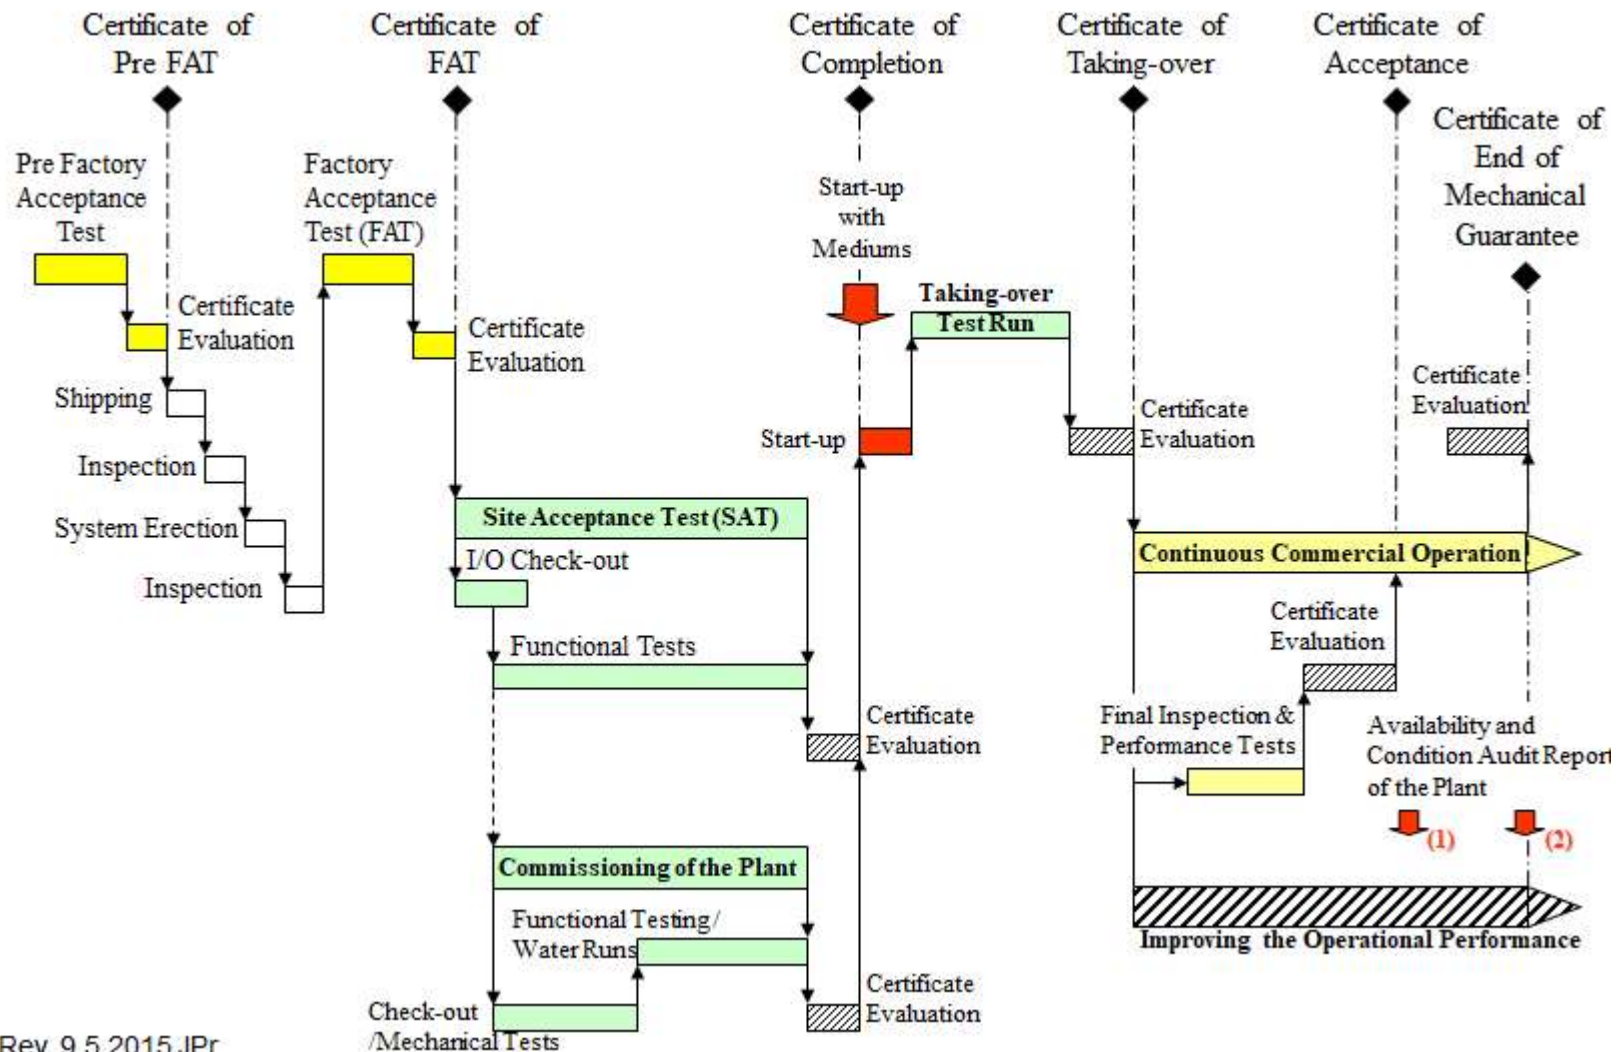 Certificate of
Pre FAT
Certificate of
FAT
Certificate of
Completion
Certificate of
Taking-over
Certificate of
Acceptance
Certificate of
End of
Mechanical
Guarantee
Pre Factory
Acceptance
Test
Factory
Acceptance
Test (FAT)
Start-up
with
Mediums
Certificate
Evaluation
Certificate
Evaluation
Taking-over
Test Run
Shipping
Certificate
Evaluation
Certificate
Evaluation
Start-up
Inspection
System Erection
Site Acceptance Test (SAT)
I/O Check-out
Continuous Commercial Operation
Inspection
Functional Tests
Certificate
Evaluation
Certificate
Evaluation
Final Inspection &
Performance Tests
Availability and
Condition Audit Report
of the Plant
(1)
(2)
Commissioning of the Plant
Functional Testing /
Water Runs
Improving the Operational Performance
Certificate
Evaluation
Check-out
/Mechanical Tests
Rev. 9.5.2015 JPr